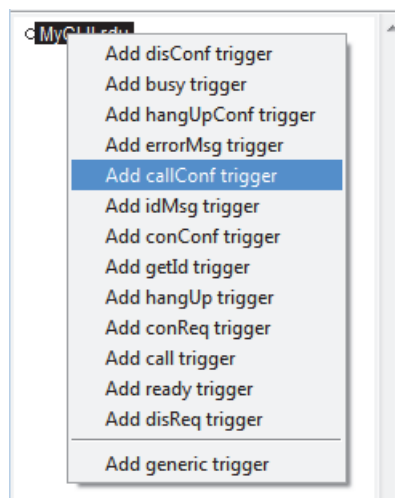 Add disConf trigger
Add busy trigger
Add hangUpConf trigger
Add errorMsg trigger
Add callConf trigger
Add idMsg trigger
Add conConf trigger
Add getId trigger
Add hangUp trigger
Add conReq trigger
Add call trigger
Add ready trigger
Add disReq trigger
Add generic trigger